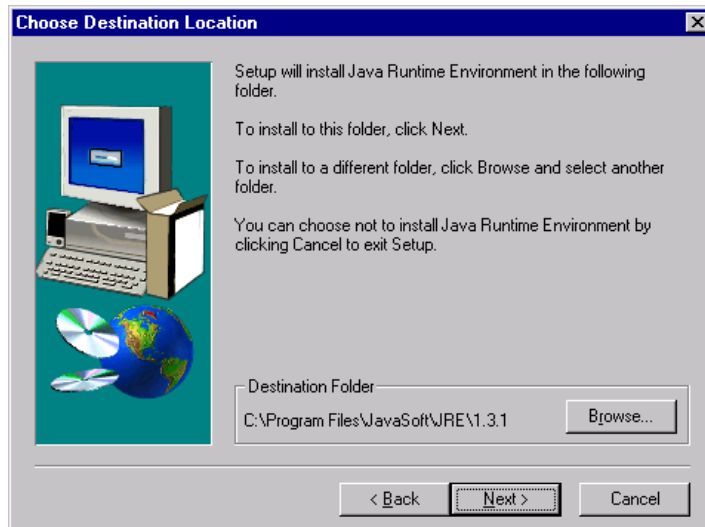 Choose Destination Location
Setup will install Java Runtime Environment in the following
folder.
To install to this folder, click Next.
To install to a different folder, click Browse and select another
folder.
You can choose not to install Java Runtime Environment by
clicking Cancel to exit Setup.
Destination Folder
C:\Program Files\JavaSoft\JRE\1.3.1
Browse...
< Back
Next >
Cancel